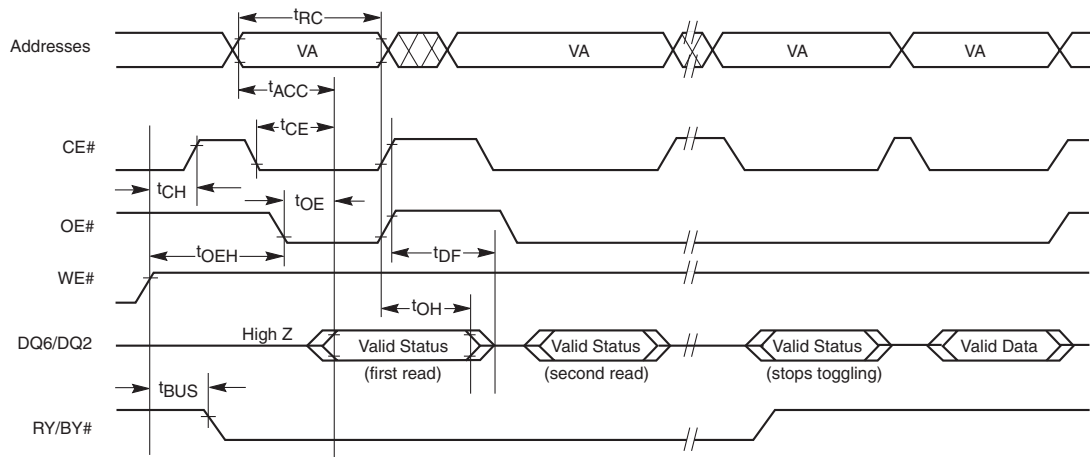 tRC
Addresses VA VA VA VA
tACC
tCE
CE#
tCH
tOE
OE#
tOEH
tDF
WE#
tOH
High Z
DQ6/DQ2 Valid Status Valid Status Valid Status Valid Data
(first read) (second read) (stops toggling)
tBUS
RY/BY#